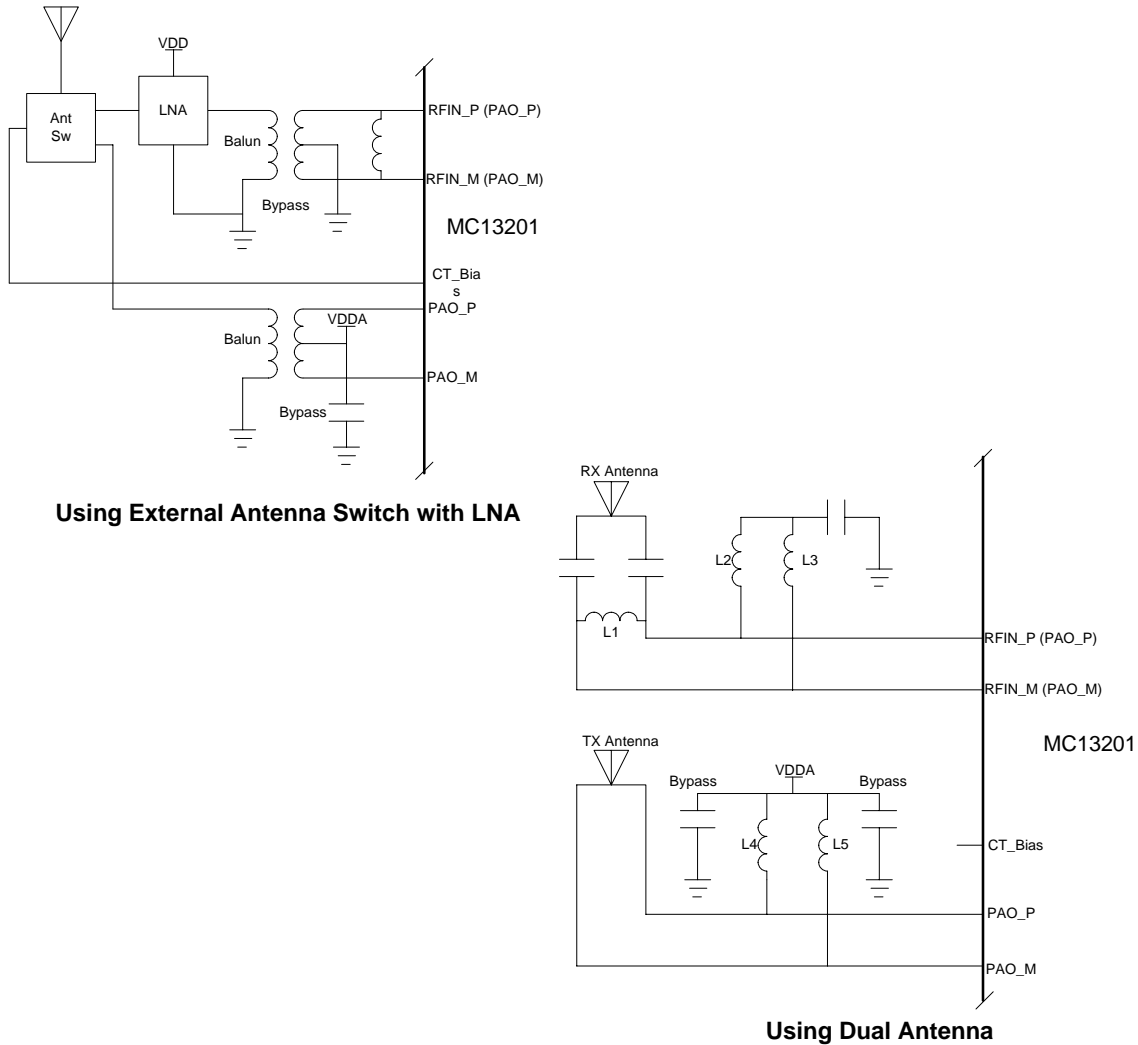 VDD
Ant
Sw
LNA
Balun
RFIN_P (PAO_P)
RFIN_M (PAO_M)
Bypass
MC13201
CT_Bia
s
PAO_P
VDDA
Balun
PAO_M
Bypass
Using External Antenna Switch with LNA
RX Antenna
L2
L3
L1
RFIN_P (PAO_P)
RFIN_M (PAO_M)
MC13201
TX Antenna
Bypass
VDDA
Bypass
L4
L5
CT_Bias
PAO_P
PAO_M
Using Dual Antenna